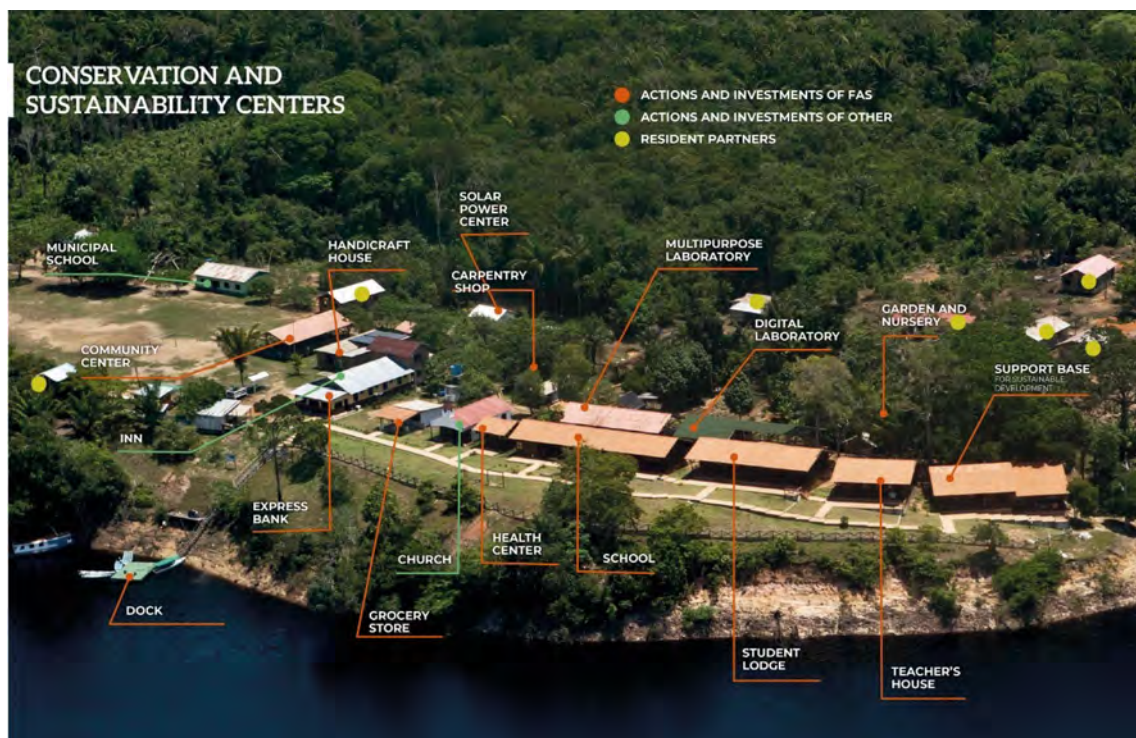 CONSERVATION AND
SUSTAINABILITY CENTERS
ACTIONS AND INVESTMENTS OF FAS
ACTIONS AND INVESTMENTS OF OTHER
RESIDENT PARTNERS
SOLAR
POWER
CENTER
MUNICIPAL
SCHOOL
HANDICRAFT
HOUSE
MULTIPURPOSE
LABORATORY
CARPENTRY
SHOP
GARDEN AND
NURSERY
DIGITAL
LABORATORY
COMMUNITY
CENTER
SUPPORT BASE
FOR SUSTAINABLE
DEVELOPMENT
INN
EXPRESS
BANK
HEALTH
CENTER
CHURCH
SCHOOL
DOCK
GROCERY
STORE
STUDENT
LODGE
TEACHER'S
HOUSE